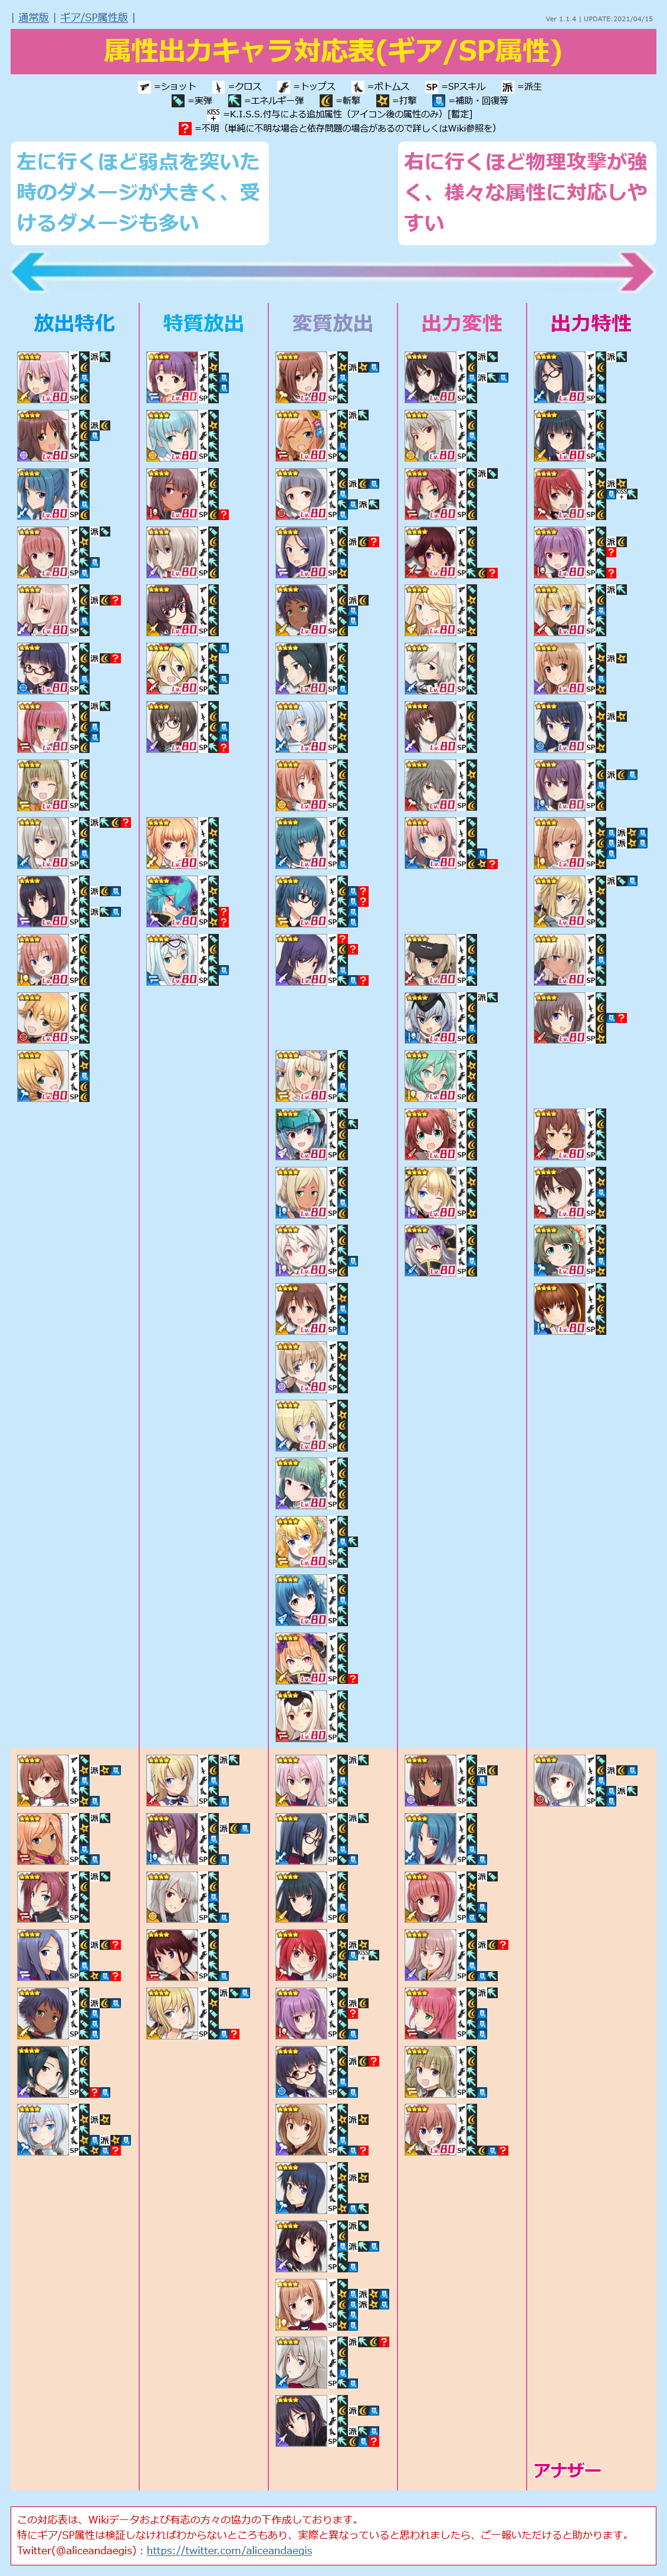 | 通常版 | ギア/SP属性版 |
Ver 1.1.4 | UPDATE:2021/04/15
属性出力キャラ対応表(ギア/SP属性)
=ショット =クロス =トップス =ボトムス SP =SPスキル 派 =派生
=実弾 =エネルギー弾 =斬撃 =打撃 =補助・回復等
KISS + =K.I.S.S.付与による追加属性（アイコン後の属性のみ）[暫定]
? =不明（単純に不明な場合と依存問題の場合があるので詳しくはWiki参照を）
左に行くほど弱点を突いた
時のダメージが大きく、受
けるダメージも多い
右に行くほど物理攻撃が強
く、様々な属性に対応しや
すい
放出特化 特質放出 変質放出 出力変性 出力特性
アナザー
この対応表は、Wikiデータおよび有志の方々の協力の下作成しております。
特にギア/SP属性は検証しなければわからないところもあり、実際と異なっていると思われましたら、ご一報いただけると助かります。
Twitter(@aliceandaegis)：https://twitter.com/aliceandaegis